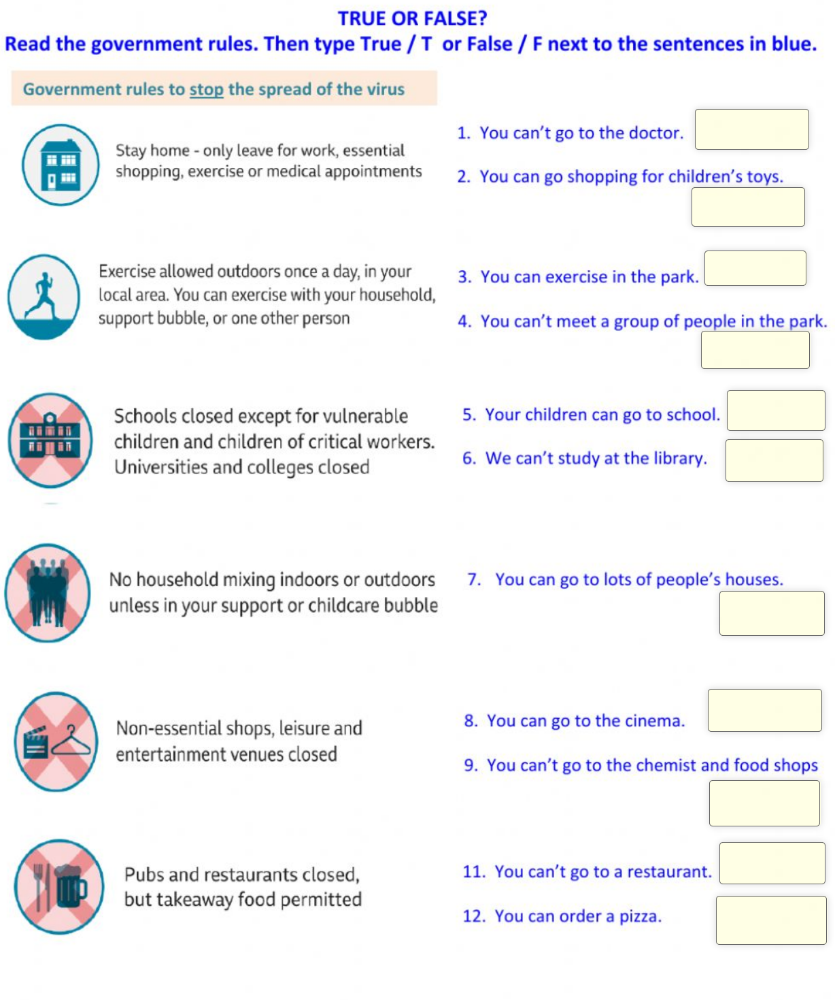 TRUE OR FALSE?
Read the government rules. Then type True / T or False / F next to the sentences in blue.
Government rules to stop the spread of the virus
Stay home - only leave for work, essential
shopping, exercise or medical appointments
1. You can't go to the doctor.
2. You can go shopping for children's toys.
Exercise allowed outdoors once a day, in your
local area. You can exercise with your household,
support bubble, or one other person
3. You can exercise in the park.
4. You can't meet a group of people in the park.
Schools closed except for vulnerable
children and children of critical workers.
Universities and colleges closed
5. Your children can go to school.
6. We can't study at the library.
No household mixing indoors or outdoors
unless in your support or childcare bubble
7. You can go to lots of people's houses.
Non-essential shops, leisure and
entertainment venues closed
8. You can go to the cinema.
9. You can't go to the chemist and food shops
Pubs and restaurants closed,
but takeaway food permitted
11. You can't go to a restaurant.
12. You can order a pizza.